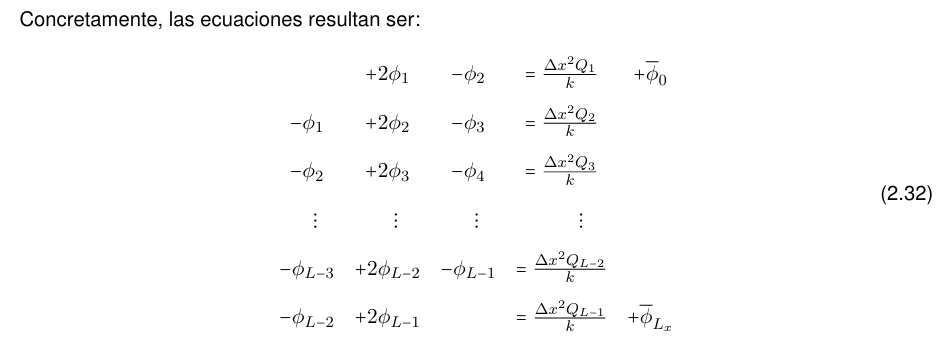 Concretamente, las ecuaciones resultan ser:
+2ϕ₁ −ϕ₂ = Δx²Q₁/k +ϕ̅₀
−ϕ₁ +2ϕ₂ −ϕ₃ = Δx²Q₂/k
−ϕ₂ +2ϕ₃ −ϕ₄ = Δx²Q₃/k
(2.32)
⋮ ⋮ ⋮ ⋮
−ϕ_{L−3} +2ϕ_{L−2} −ϕ_{L−1} = Δx²Q_{L−2}/k
−ϕ_{L−2} +2ϕ_{L−1} = Δx²Q_{L−1}/k +ϕ̅_{Lₓ}